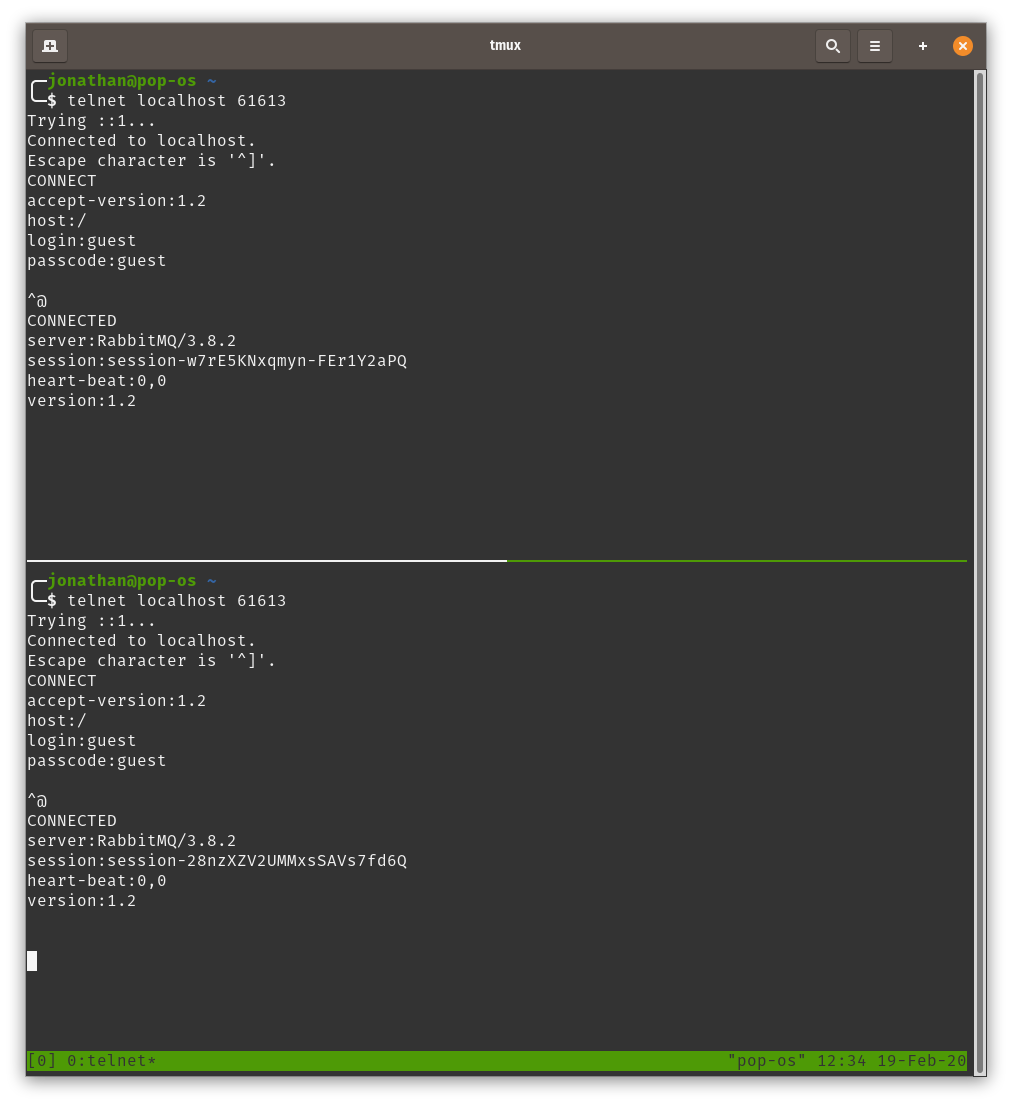 tmux
jonathan@pop-os ~
$ telnet localhost 61613
Trying ::1...
Connected to localhost.
Escape character is '^]'.
CONNECT
accept-version:1.2
host:/
login:guest
passcode:guest

^@
CONNECTED
server:RabbitMQ/3.8.2
session:session-w7rE5KNxqmyn-FEr1Y2aPQ
heart-beat:0,0
version:1.2

jonathan@pop-os ~
$ telnet localhost 61613
Trying ::1...
Connected to localhost.
Escape character is '^]'.
CONNECT
accept-version:1.2
host:/
login:guest
passcode:guest

^@
CONNECTED
server:RabbitMQ/3.8.2
session:session-28nzXZV2UMMxsSAVs7fd6Q
heart-beat:0,0
version:1.2

[0] 0:telnet* "pop-os" 12:34 19-Feb-20